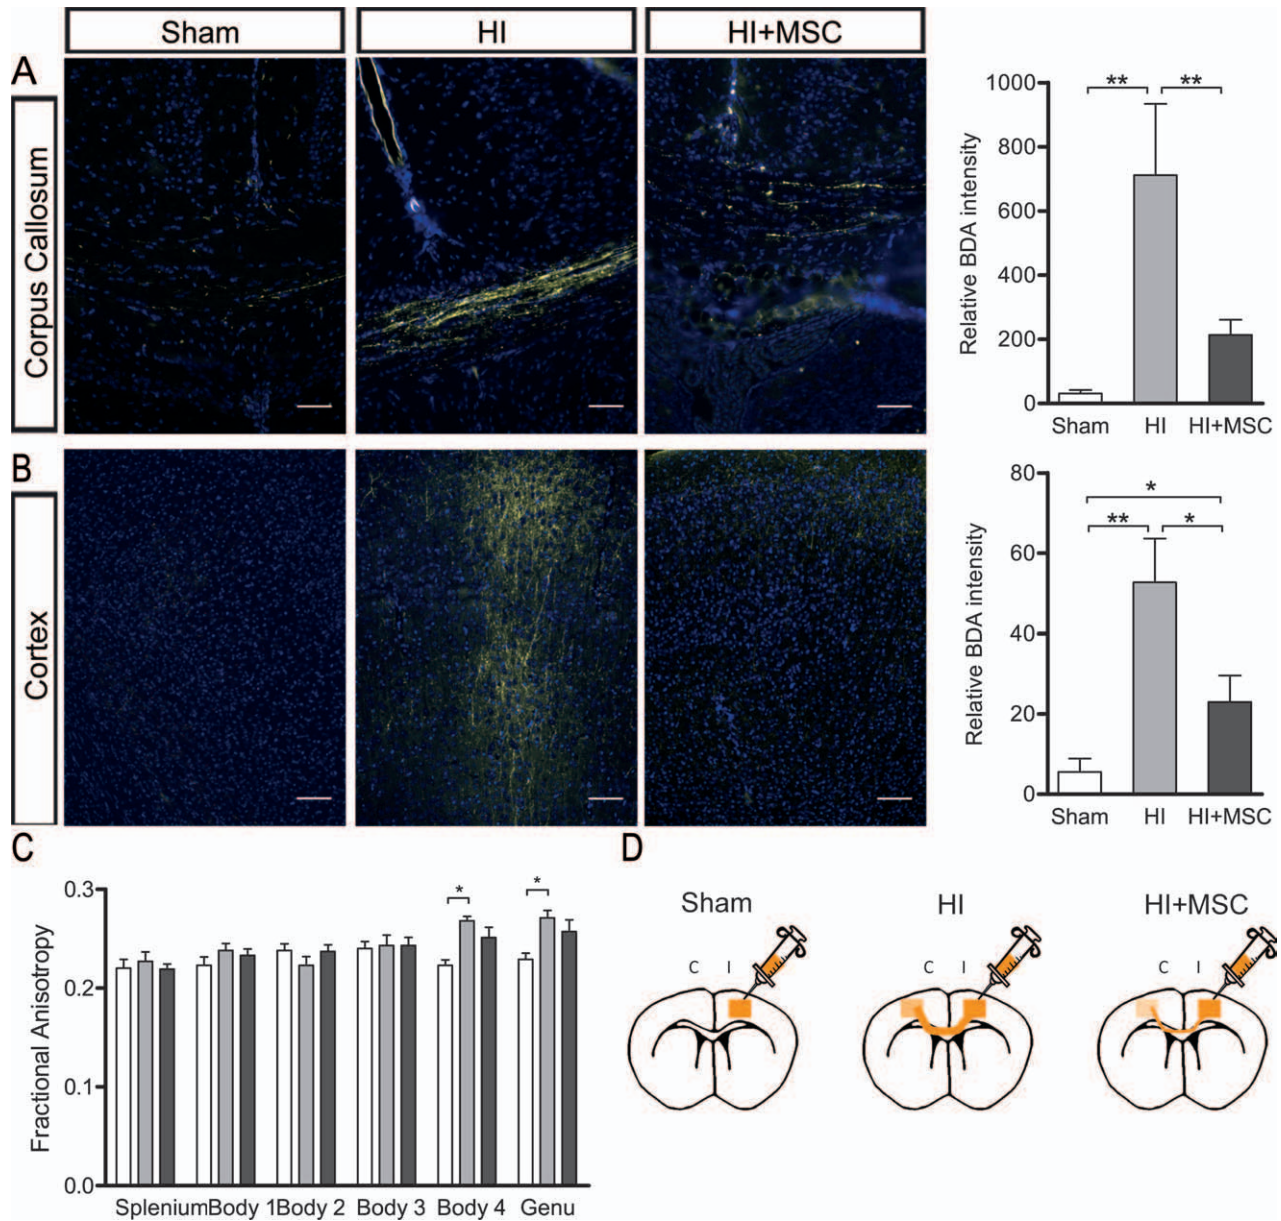 Sham HI HI+MSC
A
Corpus Callosum
Relative BDA intensity
1000
800
600
400
200
0
** **
Sham HI HI+MSC
B
Cortex
Relative BDA intensity
80
60
40
20
0
*
** *
Sham HI HI+MSC
C
Fractional Anisotropy
0.3
0.2
0.1
0.0
* *
Splenium Body 1 Body 2 Body 3 Body 4 Genu
D
Sham HI HI+MSC
C I C I C I